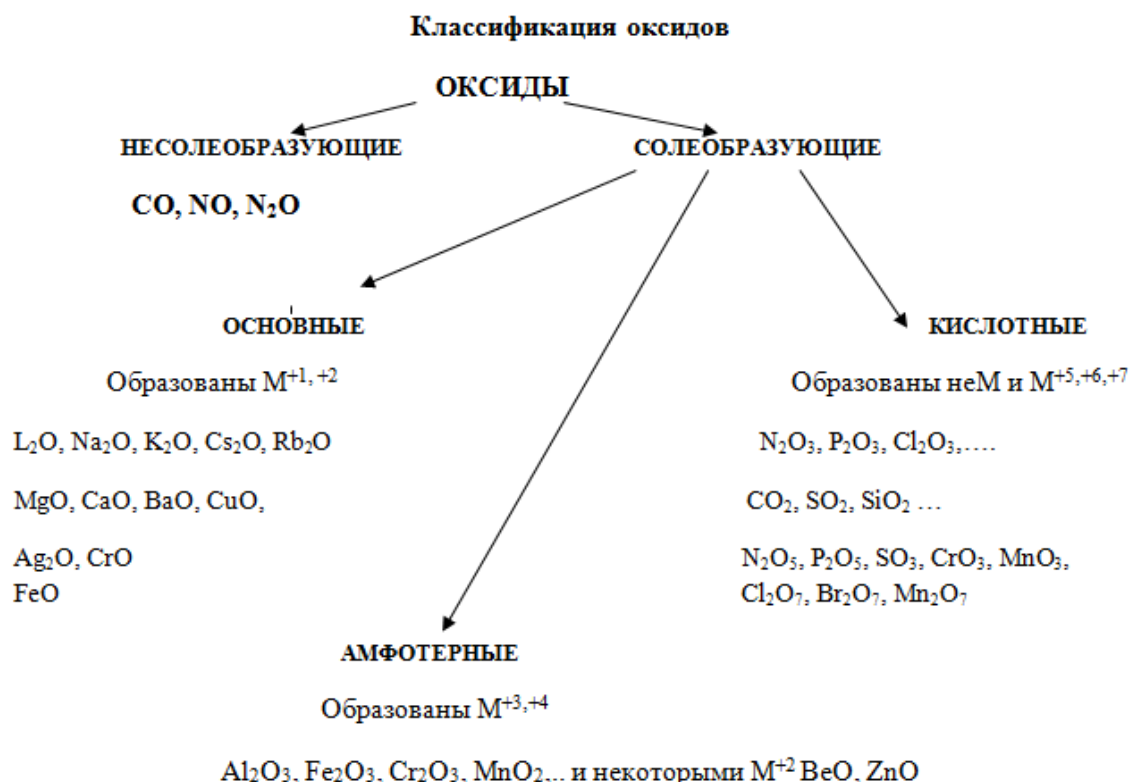 Классификация оксидов
ОКСИДЫ
НЕСОЛЕОБРАЗУЮЩИЕ
СОЛЕОБРАЗУЮЩИЕ
CO, NO, N₂O
ОСНОВНЫЕ
Образованы М⁺¹, ⁺²
L₂O, Na₂O, K₂O, Cs₂O, Rb₂O
MgO, CaO, BaO, CuO,
Ag₂O, CrO
FeO
КИСЛОТНЫЕ
Образованы неМ и М⁺⁵,⁺⁶,⁺⁷
N₂O₃, P₂O₃, Cl₂O₃,….
CO₂, SO₂, SiO₂ …
N₂O₅, P₂O₅, SO₃, CrO₃, MnO₃,
Cl₂O₇, Br₂O₇, Mn₂O₇
АМФОТЕРНЫЕ
Образованы М⁺³,⁺⁴
Al₂O₃, Fe₂O₃, Cr₂O₃, MnO₂,.. и некоторыми М⁺² BeO, ZnO